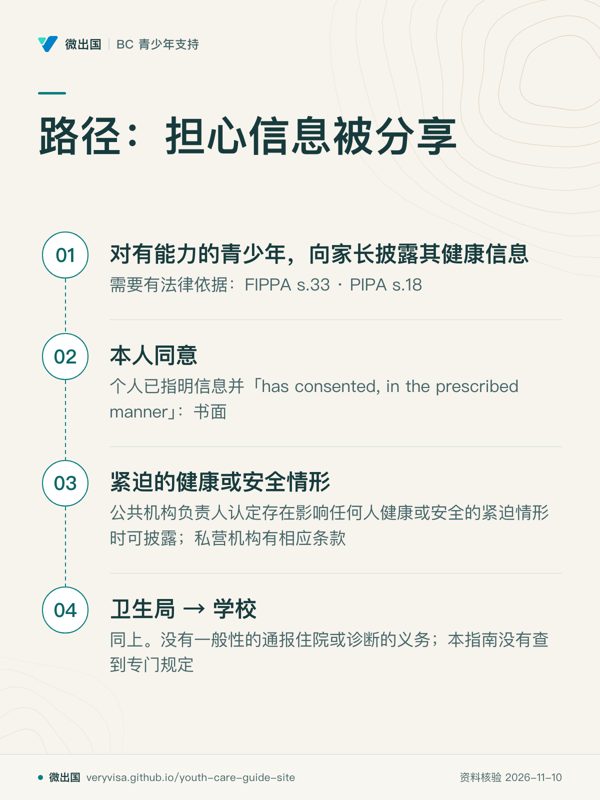 微出国 | BC 青少年支持
路径：担心信息被分享
01
对有能力的青少年，向家长披露其健康信息
需要有法律依据：FIPPA s.33 · PIPA s.18
02
本人同意
个人已指明信息并「has consented, in the prescribed
manner」：书面
03
紧迫的健康或安全情形
公共机构负责人认定存在影响任何人健康或安全的紧迫情形
时可披露；私营机构有相应条款
04
卫生局 → 学校
同上。没有一般性的通报住院或诊断的义务；本指南没有查
到专门规定
微出国 veryvisa.github.io/youth-care-guide-site
资料核验 2026-11-10